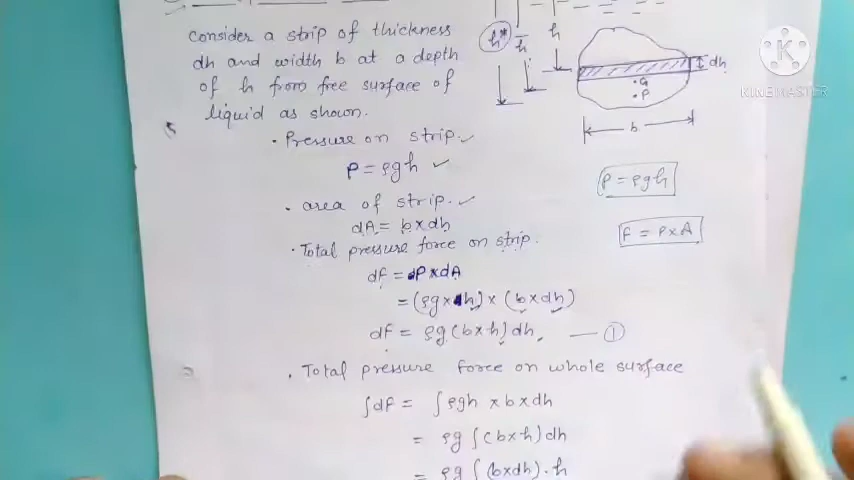 Consider a strip of thickness
dh and width b at a depth
of h from free surface of
liquid as shown.
• Pressure on strip. ✓
P = ρgh ✓
• area of strip. ✓
dA = b×dh
• Total pressure force on strip.
dF = P×dA
= (ρg×h) × (b×dh)
dF = ρg(b×h)dh, — ①
• Total pressure force on whole surface
∫dF = ∫ρgh × b×dh
= ρg∫(b×h)dh
= ρg∫(b×dh)·h
h*
h̄
h
dh
•G
•P
b
P = ρgh
F = P×A
KINEMASTER